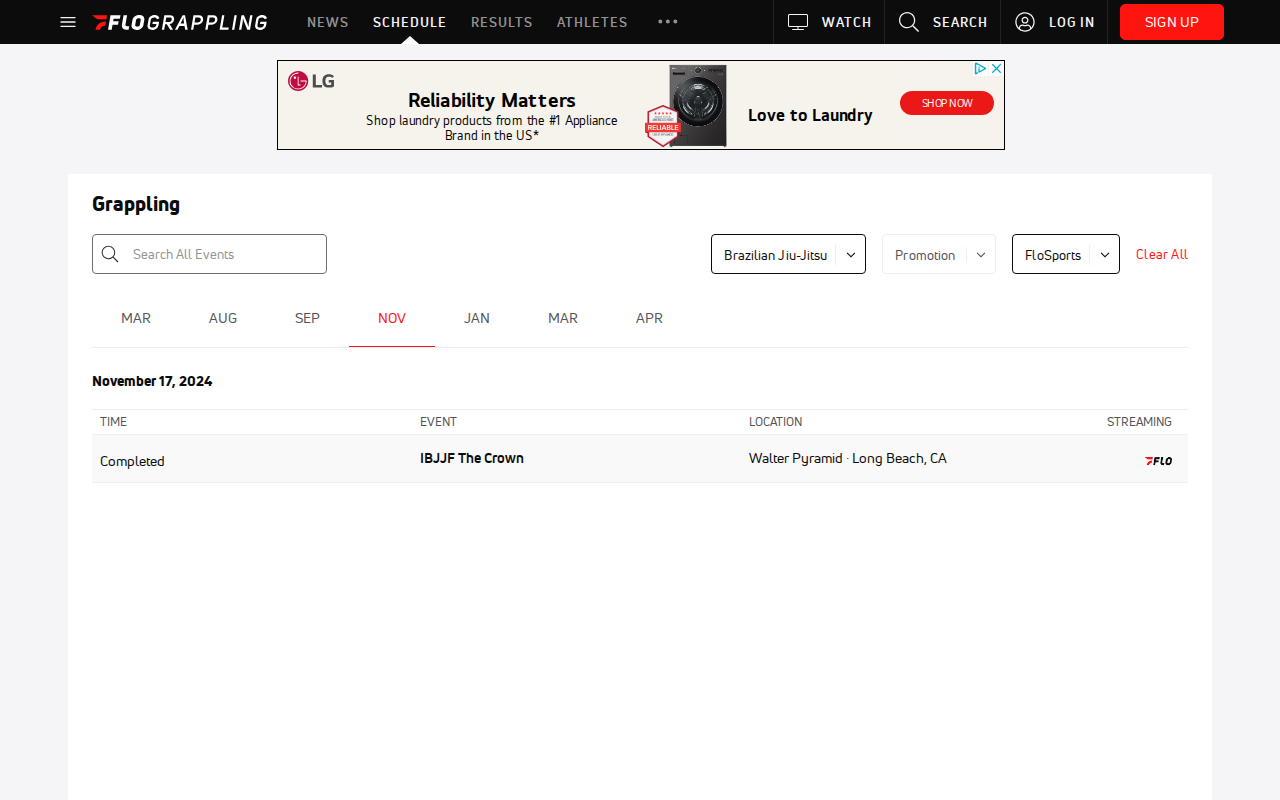 FLOGRAPPLING NEWS SCHEDULE RESULTS ATHLETES WATCH SEARCH LOG IN SIGN UP
LG
Reliability Matters
Shop laundry products from the #1 Appliance
Brand in the US*
RELIABLE
Love to Laundry
SHOP NOW
Grappling
Search All Events
Brazilian Jiu-Jitsu
Promotion
FloSports
Clear All
MAR AUG SEP NOV JAN MAR APR
November 17, 2024
TIME EVENT LOCATION STREAMING
Completed IBJJF The Crown Walter Pyramid · Long Beach, CA FLO